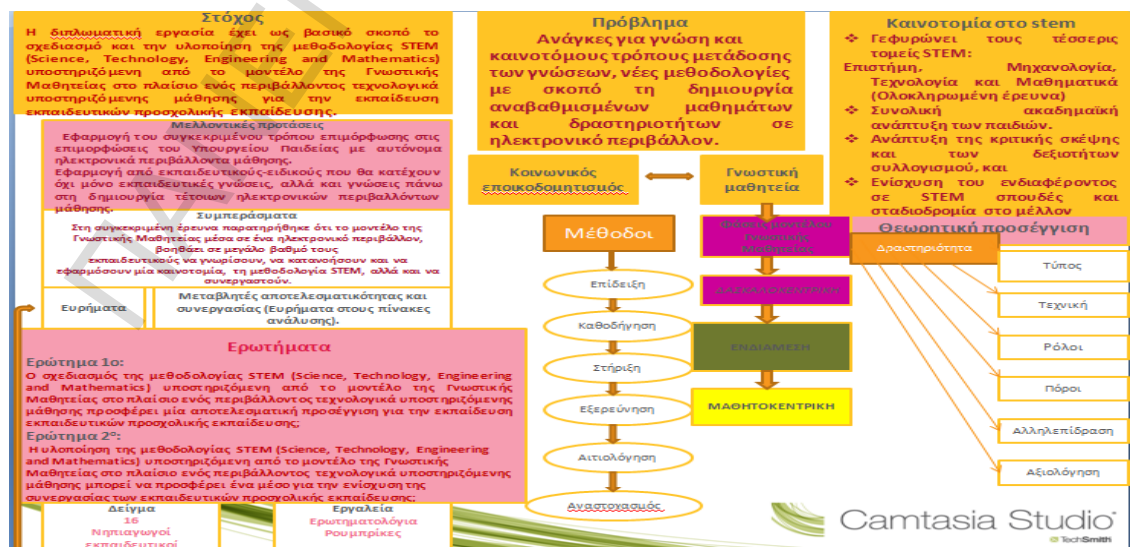 Στόχος
Η διπλωματική εργασία έχει ως βασικό σκοπό το
σχεδιασμό και την υλοποίηση της μεθοδολογίας STEM
(Science, Technology, Engineering and Mathematics)
υποστηριζόμενη από το μοντέλο της Γνωστικής
Μαθητείας στο πλαίσιο ενός περιβάλλοντος τεχνολογικά
υποστηριζόμενης μάθησης για την εκπαίδευση
εκπαιδευτικών προσχολικής εκπαίδευσης.
Μελλοντικές προτάσεις
Εφαρμογή του συγκεκριμένου τρόπου επιμόρφωσης στις
επιμορφώσεις του Υπουργείου Παιδείας με αυτόνομα
ηλεκτρονικά περιβάλλοντα μάθησης.
Εφαρμογή από εκπαιδευτικούς-ειδικούς που θα κατέχουν
όχι μόνο εκπαιδευτικές γνώσεις, αλλά και γνώσεις πάνω
στη δημιουργία τέτοιων ηλεκτρονικών περιβαλλόντων
μάθησης.
Συμπεράσματα
Στη συγκεκριμένη έρευνα παρατηρήθηκε ότι το μοντέλο της
Γνωστικής Μαθητείας μέσα σε ένα ηλεκτρονικό περιβάλλον,
βοηθάει σε μεγάλο βαθμό τους
εκπαιδευτικούς να γνωρίσουν, να κατανοήσουν και να
εφαρμόσουν μία καινοτομία, τη μεθοδολογία STEM, αλλά και να
συνεργαστούν.
Ευρήματα
Μεταβλητές αποτελεσματικότητας και
συνεργασίας (Ευρήματα στους πίνακες
ανάλυσης).
Ερωτήματα
Ερώτημα 1ο:
Ο σχεδιασμός της μεθοδολογίας STEM (Science, Technology, Engineering
and Mathematics) υποστηριζόμενη από το μοντέλο της Γνωστικής
Μαθητείας στο πλαίσιο ενός περιβάλλοντος τεχνολογικά υποστηριζόμενης
μάθησης προσφέρει μία αποτελεσματική προσέγγιση για την εκπαίδευση
εκπαιδευτικών προσχολικής εκπαίδευσης;
Ερώτημα 2ο:
Η υλοποίηση της μεθοδολογίας STEM (Science, Technology, Engineering
and Mathematics) υποστηριζόμενη από το μοντέλο της Γνωστικής
Μαθητείας στο πλαίσιο ενός περιβάλλοντος τεχνολογικά υποστηριζόμενης
μάθησης μπορεί να προσφέρει ένα μέσο για την ενίσχυση της
συνεργασίας των εκπαιδευτικών προσχολικής εκπαίδευσης;
Δείγμα
16
Νηπιαγωγοί
εκπαιδευτικοί
Εργαλεία
Ερωτηματολόγια
Ρουμπρίκες
Πρόβλημα
Ανάγκες για γνώση και
καινοτόμους τρόπους μετάδοσης
των γνώσεων, νέες μεθοδολογίες
με σκοπό τη δημιουργία
αναβαθμισμένων μαθημάτων
και δραστηριοτήτων σε
ηλεκτρονικό περιβάλλον.
Κοινωνικός
εποικοδομητισμός
Γνωστική
μαθητεία
Μέθοδοι
Επίδειξη
Καθοδήγηση
Στήριξη
Εξερεύνηση
Αιτιολόγηση
Αναστοχασμός
μοντέλου
Γνωστικής
Μαθητείας
ΔΑΣΚΑΛΟΚΕΝΤΡΙΚΗ
ΕΝΔΙΑΜΕΣΗ
ΜΑΘΗΤΟΚΕΝΤΡΙΚΗ
Καινοτομία στο stem
❖ Γεφυρώνει τους τέσσερις
τομείς STEM:
Επιστήμη, Μηχανολογία,
Τεχνολογία και Μαθηματικά
(Ολοκληρωμένη έρευνα)
❖ Συνολική ακαδημαϊκή
ανάπτυξη των παιδιών.
❖ Ανάπτυξη της κριτικής σκέψης
και των δεξιοτήτων
συλλογισμού, και
❖ Ενίσχυση του ενδιαφέροντος
σε STEM σπουδές και
σταδιοδρομία στο μέλλον
Θεωρητική προσέγγιση
Δραστηριότητα
Τύπος
Τεχνική
Ρόλοι
Πόροι
Αλληλεπίδραση
Αξιολόγηση
Camtasia Studio
TechSmith